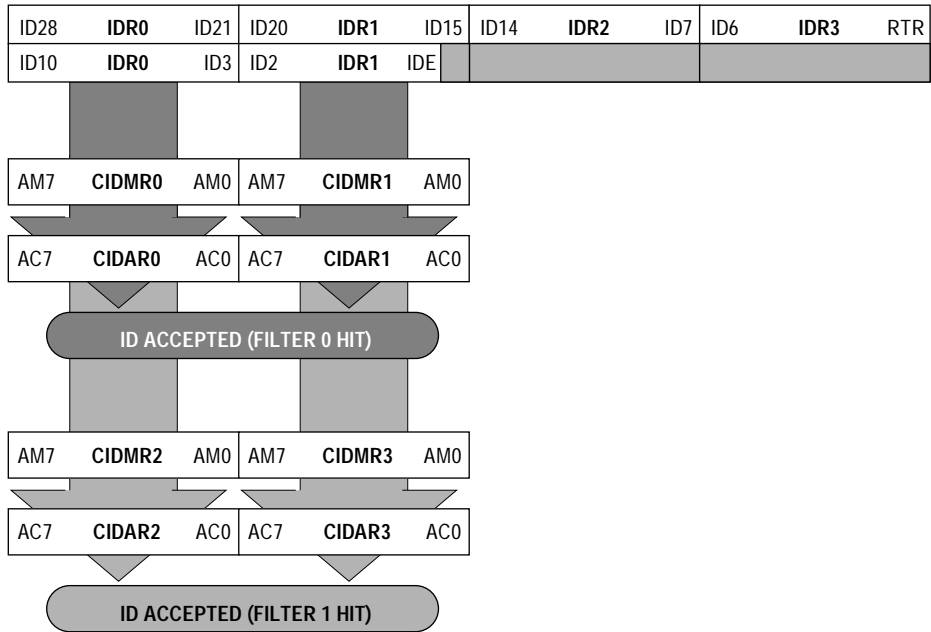 ID28 IDR0 ID21 ID20 IDR1 ID15 ID14 IDR2 ID7 ID6 IDR3 RTR
ID10 IDR0 ID3 ID2 IDR1 IDE
AM7 CIDMR0 AM0 AM7 CIDMR1 AM0
AC7 CIDAR0 AC0 AC7 CIDAR1 AC0
ID ACCEPTED (FILTER 0 HIT)
AM7 CIDMR2 AM0 AM7 CIDMR3 AM0
AC7 CIDAR2 AC0 AC7 CIDAR3 AC0
ID ACCEPTED (FILTER 1 HIT)